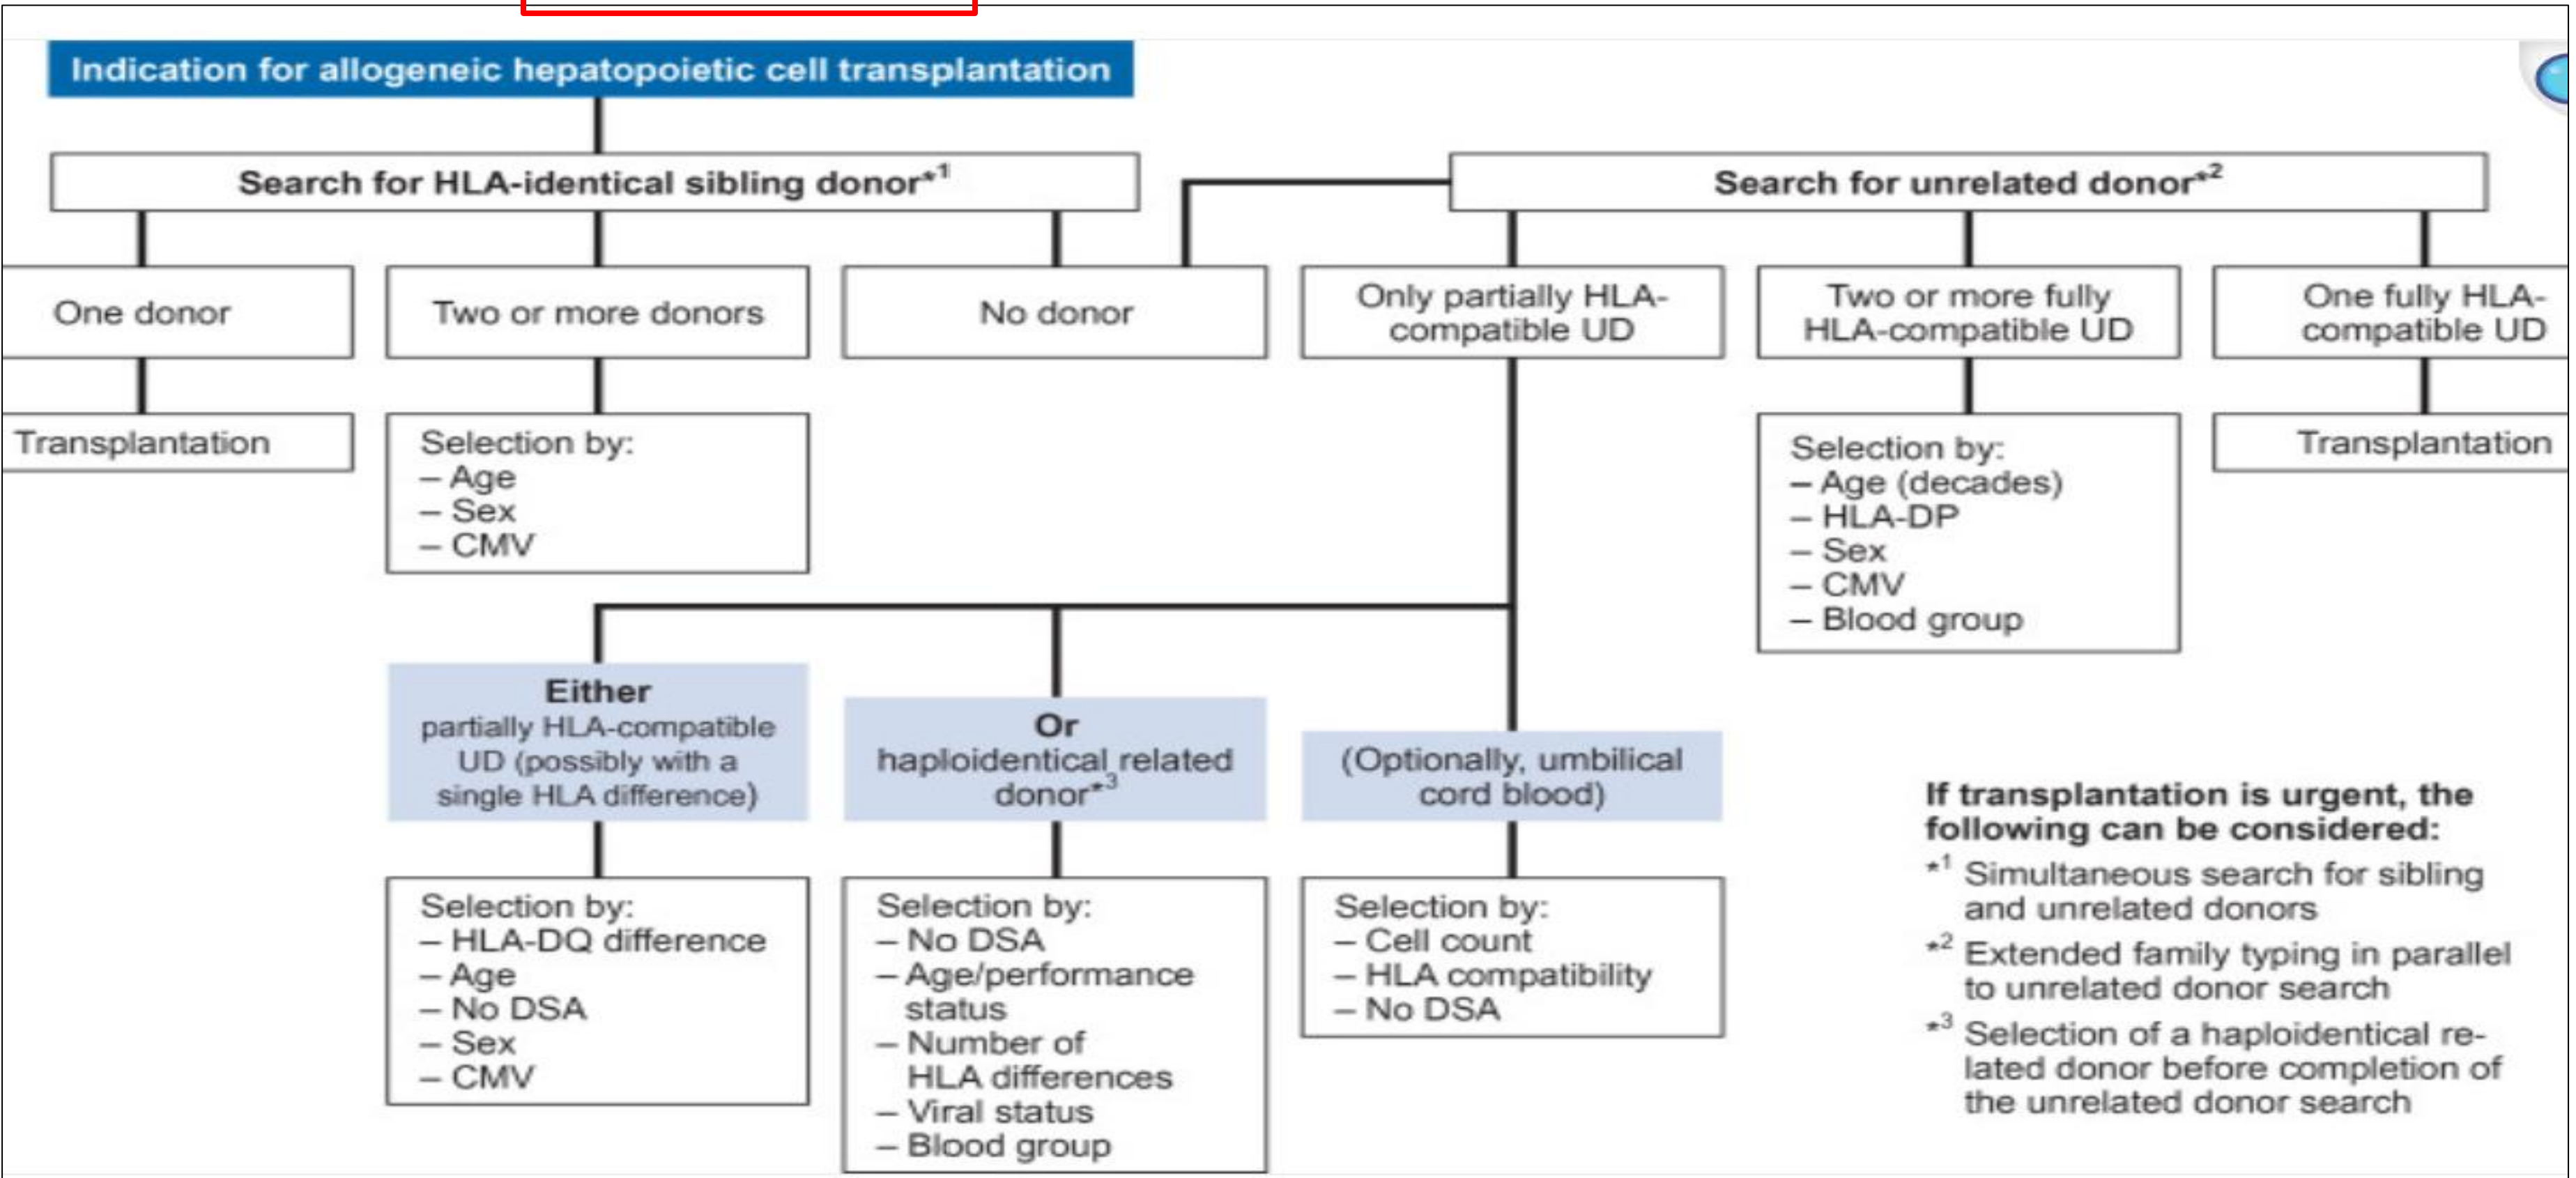 Indication for allogeneic hepatopoietic cell transplantation
Search for HLA-identical sibling donor*1
Search for unrelated donor*2
One donor
Two or more donors
No donor
Only partially HLA-
compatible UD
Two or more fully
HLA-compatible UD
One fully HLA-
compatible UD
Transplantation
Selection by:
– Age
– Sex
– CMV
Selection by:
– Age (decades)
– HLA-DP
– Sex
– CMV
– Blood group
Transplantation
Either
partially HLA-compatible
UD (possibly with a
single HLA difference)
Or
haploidentical related
donor*3
(Optionally, umbilical
cord blood)
Selection by:
– HLA-DQ difference
– Age
– No DSA
– Sex
– CMV
Selection by:
– No DSA
– Age/performance
status
– Number of
HLA differences
– Viral status
– Blood group
Selection by:
– Cell count
– HLA compatibility
– No DSA
If transplantation is urgent, the
following can be considered:
*1 Simultaneous search for sibling
and unrelated donors
*2 Extended family typing in parallel
to unrelated donor search
*3 Selection of a haploidentical re-
lated donor before completion of
the unrelated donor search